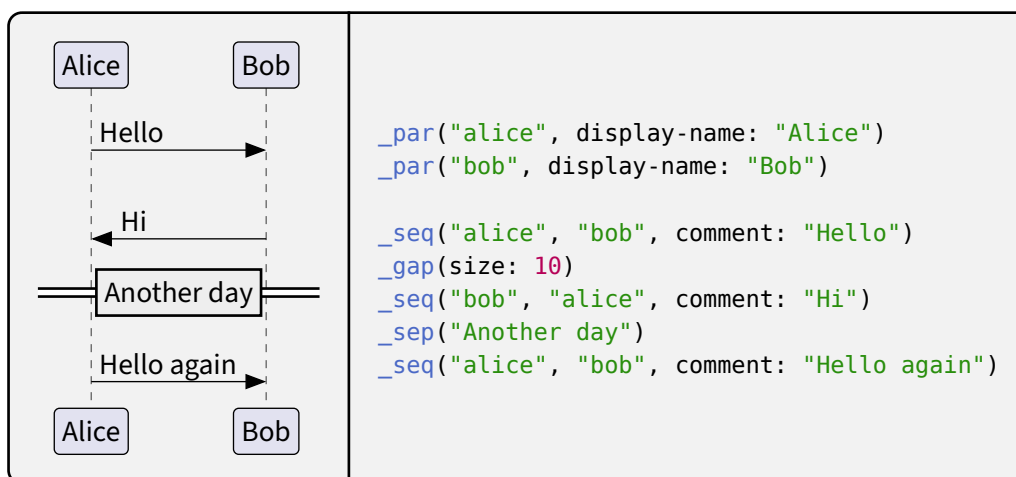 Alice Bob
Hello
Hi
Another day
Hello again
Alice Bob
_par("alice", display-name: "Alice")
_par("bob", display-name: "Bob")
_seq("alice", "bob", comment: "Hello")
_gap(size: 10)
_seq("bob", "alice", comment: "Hi")
_sep("Another day")
_seq("alice", "bob", comment: "Hello again")